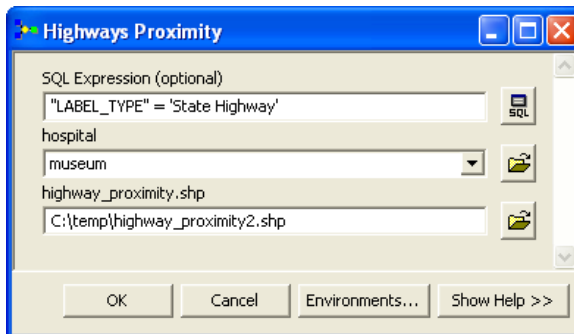 Highways Proximity
SQL Expression (optional)
"LABEL_TYPE" = 'State Highway'
SQL
hospital
museum
highway_proximity.shp
C:\temp\highway_proximity2.shp
OK Cancel Environments... Show Help >>